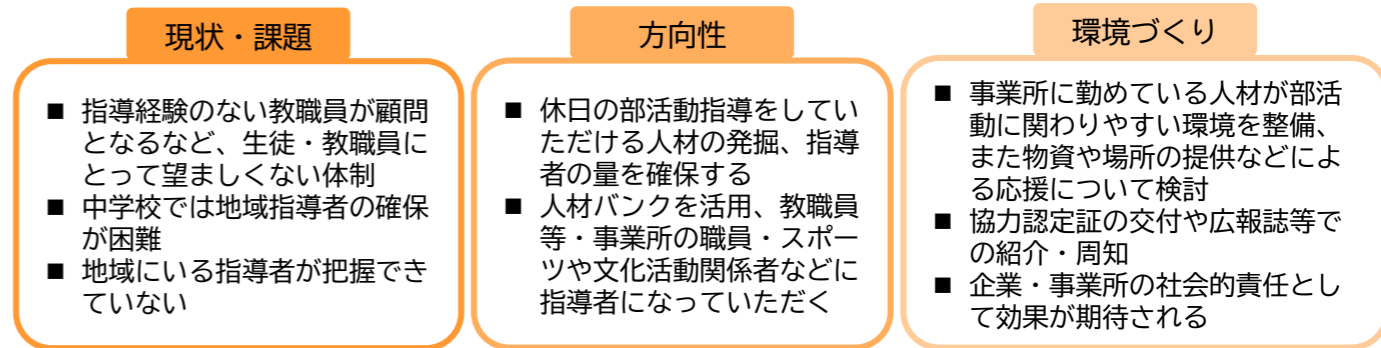 現状・課題
■ 指導経験のない教職員が顧問
となるなど、生徒・教職員に
とって望ましくない体制
■ 中学校では地域指導者の確保
が困難
■ 地域にいる指導者が把握でき
ていない
方向性
■ 休日の部活動指導をしてい
ただける人材の発掘、指導
者の量を確保する
■ 人材バンクを活用、教職員
等・事業所の職員・スポー
ツや文化活動関係者などに
指導者になっていただく
環境づくり
■ 事業所に勤めている人材が部活
動に関わりやすい環境を整備、
また物資や場所の提供などによ
る応援について検討
■ 協力認定証の交付や広報誌等で
の紹介・周知
■ 企業・事業所の社会的責任とし
て効果が期待される